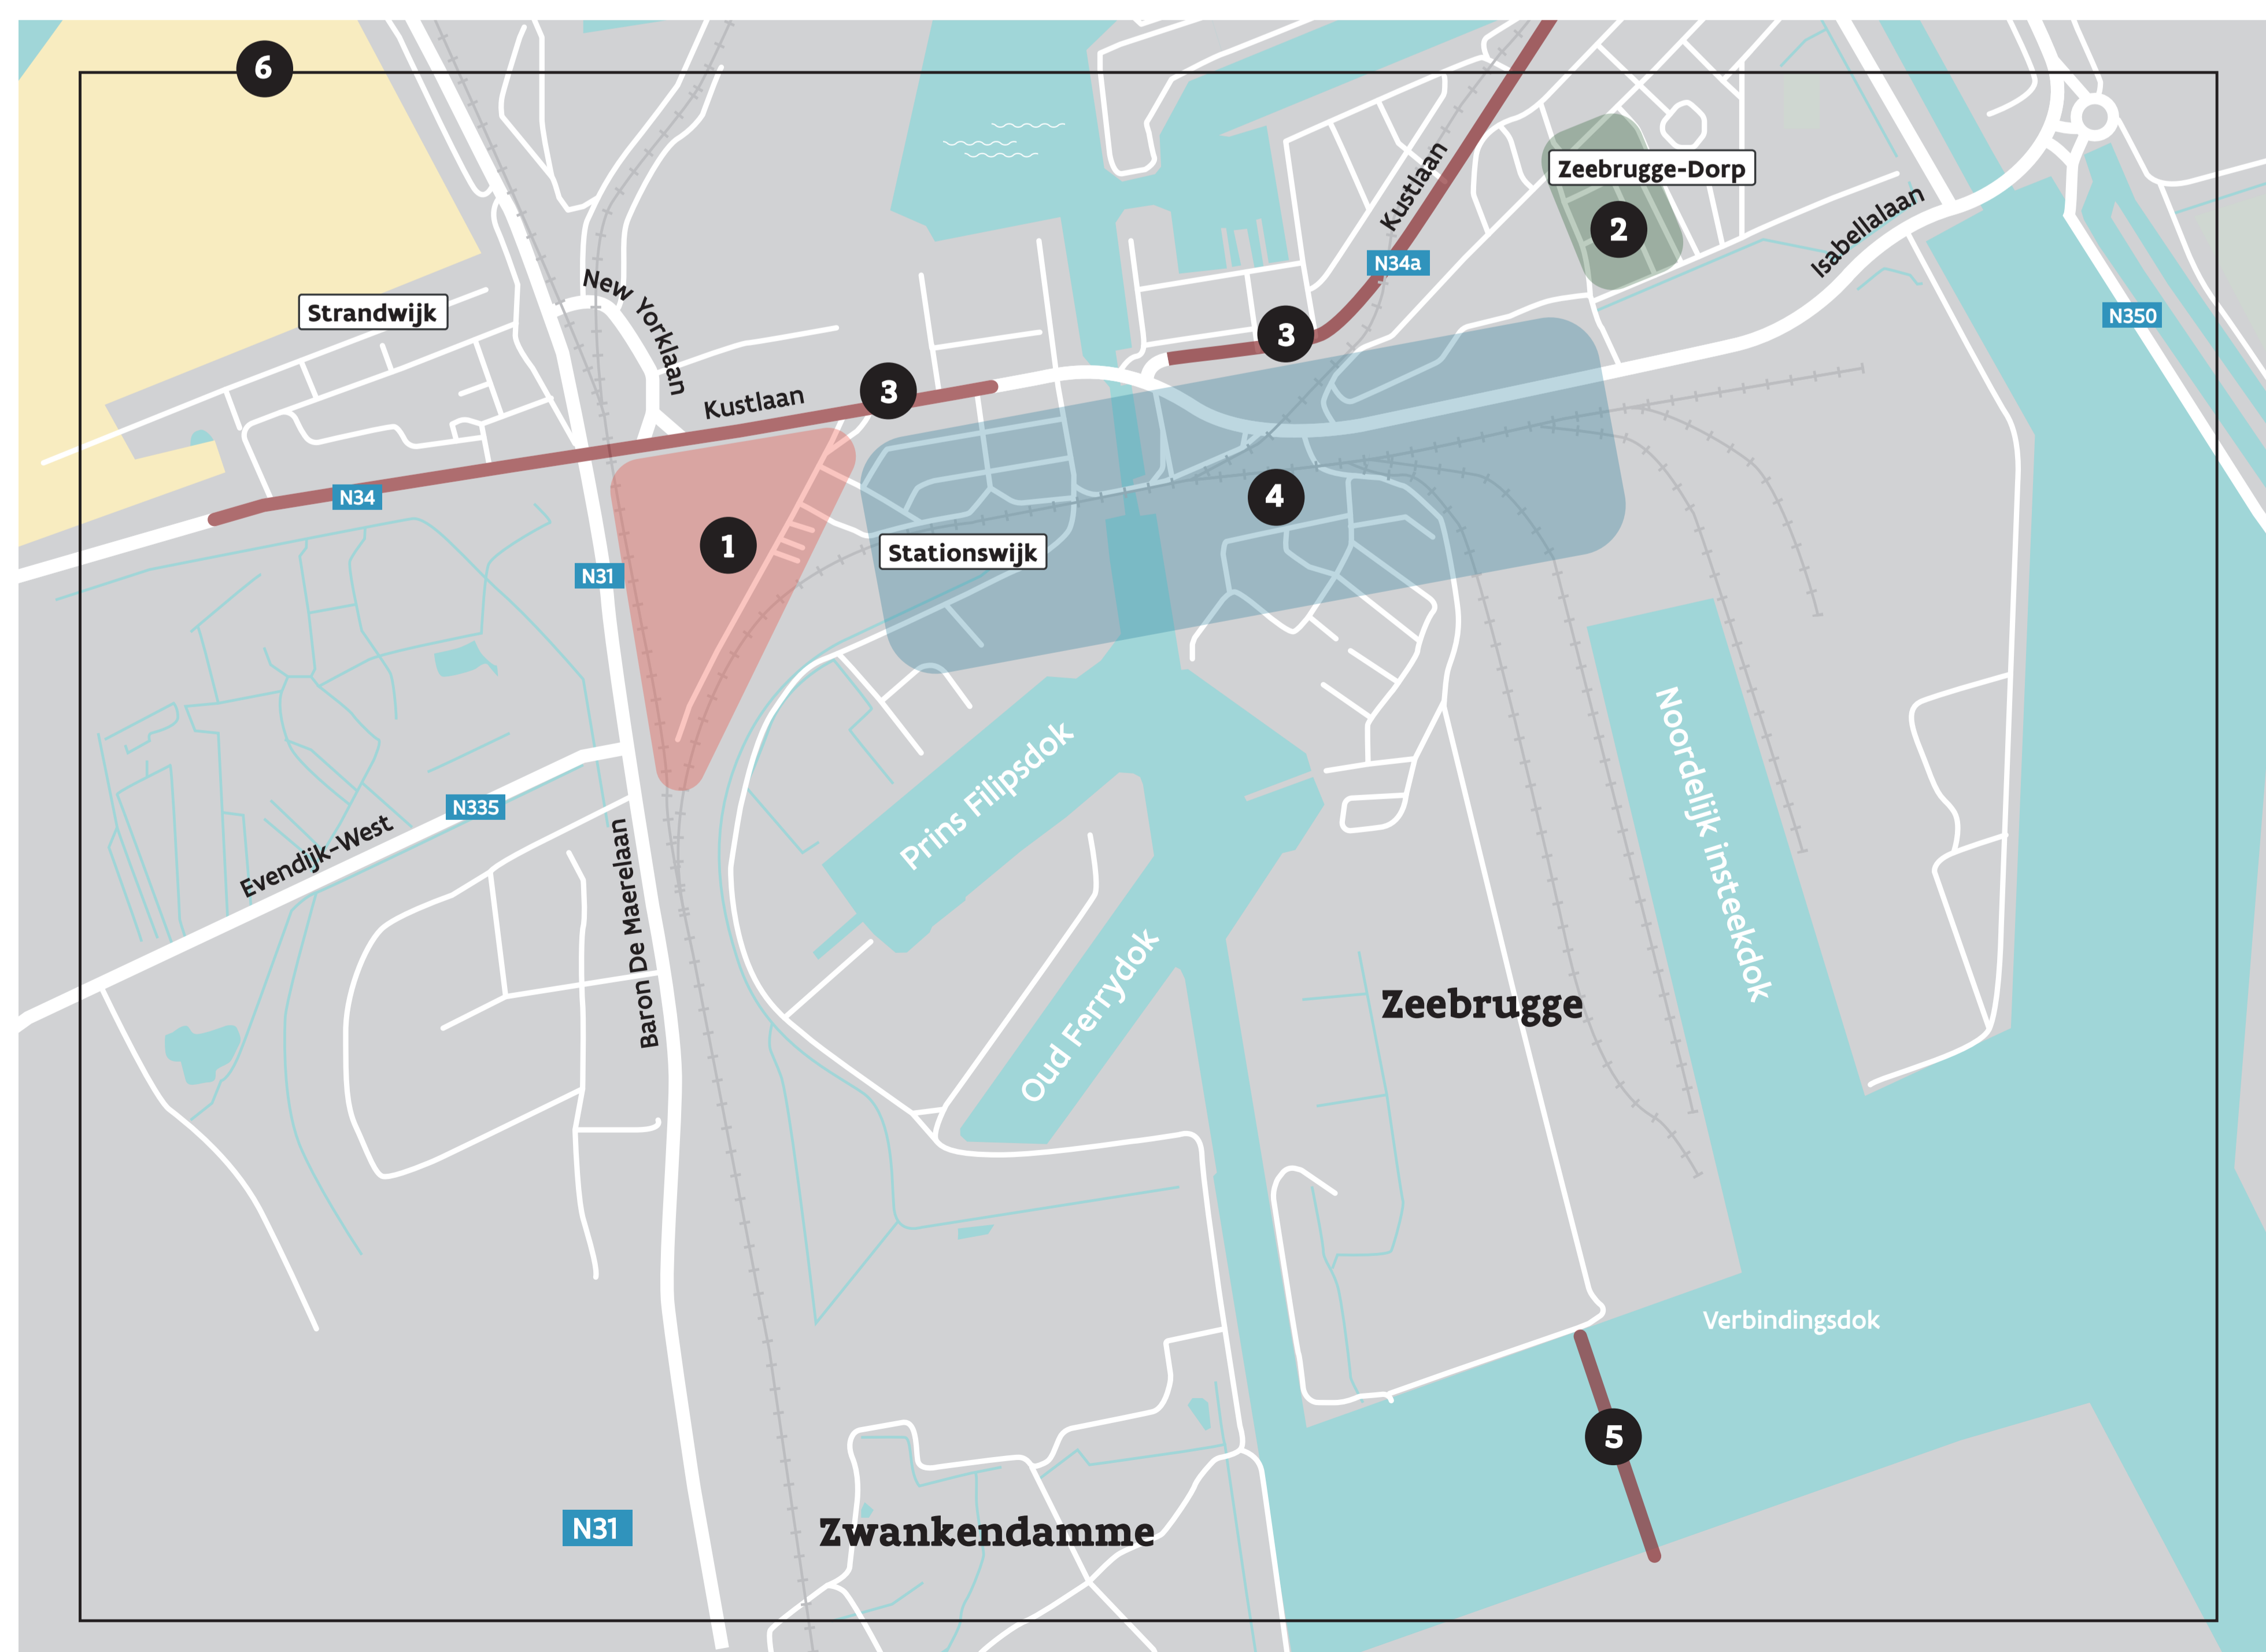 6
Kustlaan
Zeebrugge-Dorp
2
Isabellalaan
N34a
New Yorklaan
Strandwijk
N350
3
3
Kustlaan
N34
4
1
Stationswijk
N31
Prins Filipsdok
Noordelijk insteekdok
N335
Evendijk-West
Baron De Maerelaan
Oud Ferrydok
Zeebrugge
Verbindingsdok
5
N31
Zwankendamme